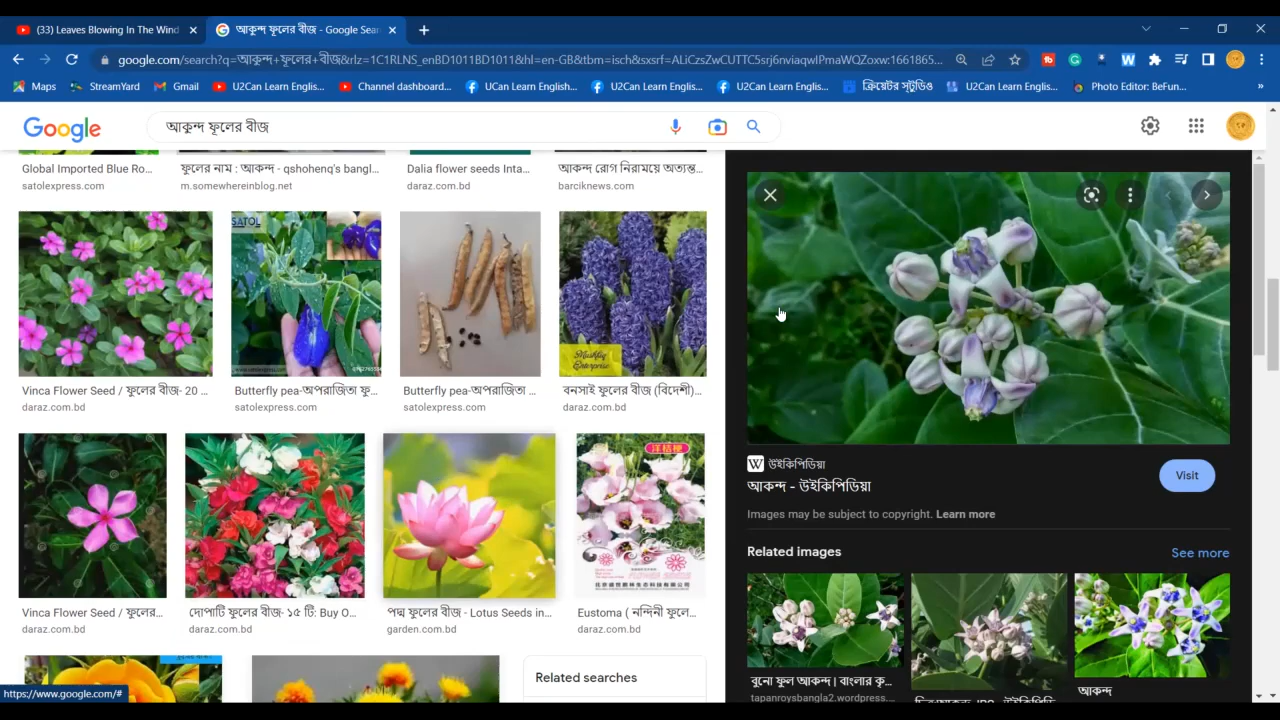 (33) Leaves Blowing In The Wind
আকন্দ ফুলের বীজ - Google Sear
google.com/search?q=আকুন্দ+ফুলের+বীজ&rlz=1C1RLNS_enBD1011BD1011&hl=en-GB&tbm=isch&sxsrf=ALiCzsZwCUTTC5srj6nviaqwIPmaWQZoxw:1661865...
Maps
StreamYard
Gmail
U2Can Learn Englis...
Channel dashboard...
UCan Learn English...
U2Can Learn Englis...
U2Can Learn Englis...
ক্রিয়েটর স্টুডিও
U2Can Learn Englis...
Photo Editor: BeFun...
Google
আকুন্দ ফুলের বীজ
Global Imported Blue Ro...
satolexpress.com
ফুলের নাম : আকন্দ - qshohenq's bangl...
m.somewhereinblog.net
Dalia flower seeds Inta...
daraz.com.bd
আকন্দ রোগ নিরাময়ে অত্যন্ত...
barciknews.com
SATOL
Mushfiq
Enterprise
Vinca Flower Seed / ফুলের বীজ- 20 ...
daraz.com.bd
Butterfly pea-অপরাজিতা ফু...
satolexpress.com
Butterfly pea-অপরাজিতা ...
satolexpress.com
বনসাই ফুলের বীজ (বিদেশী)...
daraz.com.bd
洋桔梗
Vinca Flower Seed / ফুলের...
daraz.com.bd
দোপাটি ফুলের বীজ- ১৫ টি: Buy O...
daraz.com.bd
পদ্ম ফুলের বীজ - Lotus Seeds in...
garden.com.bd
Eustoma ( নন্দিনী ফুলে...
daraz.com.bd
Related searches
উইকিপিডিয়া
আকন্দ - উইকিপিডিয়া
Visit
Images may be subject to copyright. Learn more
Related images
See more
বুনো ফুল আকন্দ | বাংলার কৃ...
tapanroysbangla2.wordpress...
আকন্দ
https://www.google.com/#